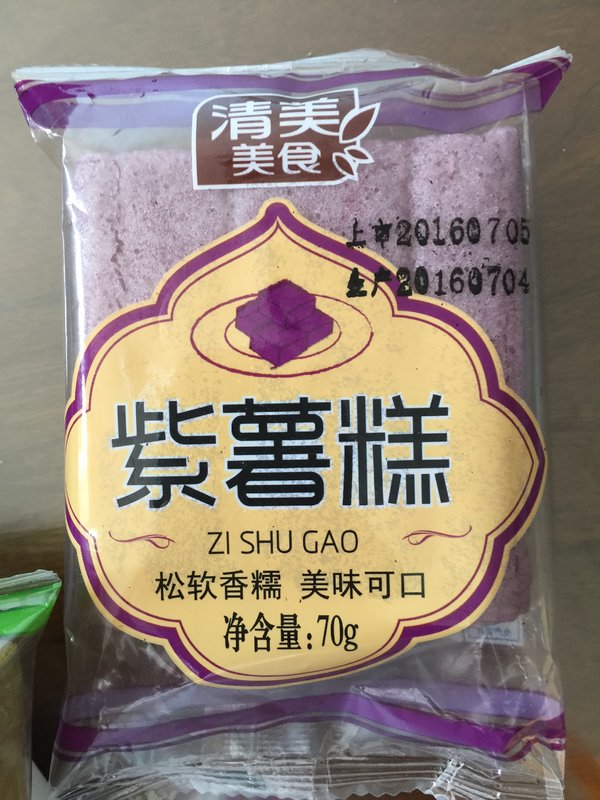 清美
美食
上市20160705
生产20160704
紫薯糕
ZI SHU GAO
松软香糯 美味可口
净含量:70g